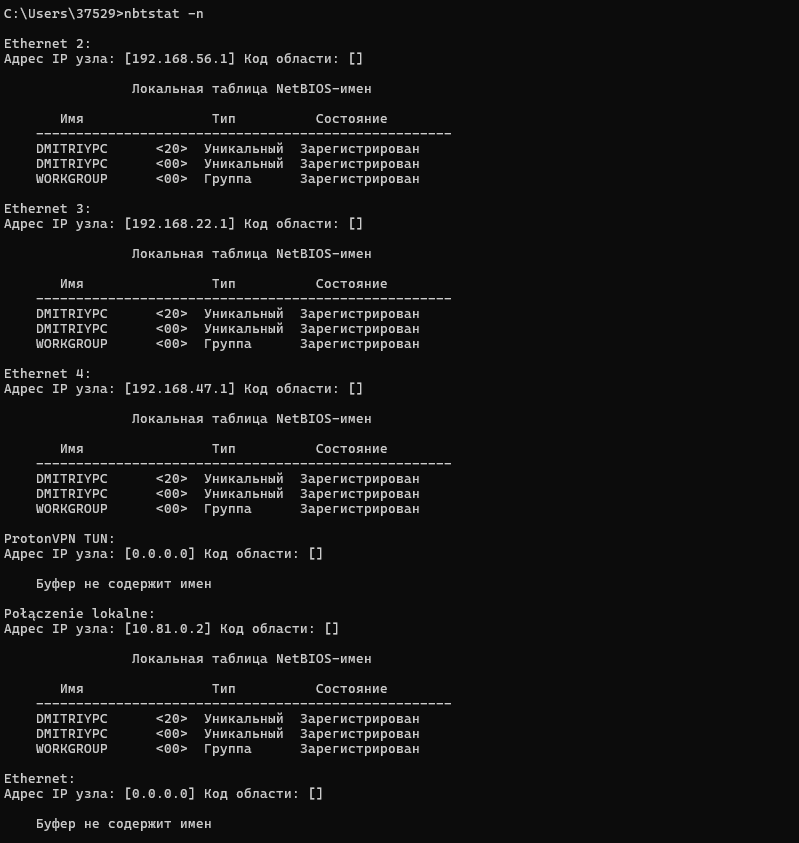 C:\Users\37529>nbtstat -n
Ethernet 2:
Адрес IP узла: [192.168.56.1] Код области: []
Локальная таблица NetBIOS-имен
Имя Тип Состояние
----------------------------------------------------
DMITRIYPC <20> Уникальный Зарегистрирован
DMITRIYPC <00> Уникальный Зарегистрирован
WORKGROUP <00> Группа Зарегистрирован
Ethernet 3:
Адрес IP узла: [192.168.22.1] Код области: []
Локальная таблица NetBIOS-имен
Имя Тип Состояние
----------------------------------------------------
DMITRIYPC <20> Уникальный Зарегистрирован
DMITRIYPC <00> Уникальный Зарегистрирован
WORKGROUP <00> Группа Зарегистрирован
Ethernet 4:
Адрес IP узла: [192.168.47.1] Код области: []
Локальная таблица NetBIOS-имен
Имя Тип Состояние
----------------------------------------------------
DMITRIYPC <20> Уникальный Зарегистрирован
DMITRIYPC <00> Уникальный Зарегистрирован
WORKGROUP <00> Группа Зарегистрирован
ProtonVPN TUN:
Адрес IP узла: [0.0.0.0] Код области: []
Буфер не содержит имен
Połączenie lokalne:
Адрес IP узла: [10.81.0.2] Код области: []
Локальная таблица NetBIOS-имен
Имя Тип Состояние
----------------------------------------------------
DMITRIYPC <20> Уникальный Зарегистрирован
DMITRIYPC <00> Уникальный Зарегистрирован
WORKGROUP <00> Группа Зарегистрирован
Ethernet:
Адрес IP узла: [0.0.0.0] Код области: []
Буфер не содержит имен